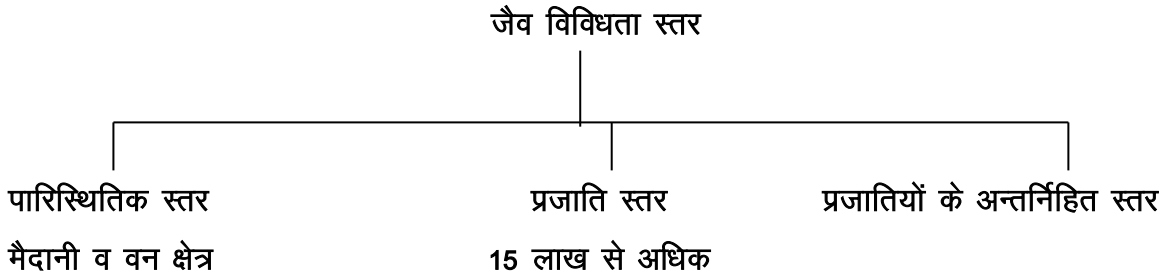 जैव विविधता स्तर
पारिस्थितिक स्तर
मैदानी व वन क्षेत्र
प्रजाति स्तर
15 लाख से अधिक
प्रजातियों के अन्तर्निहित स्तर